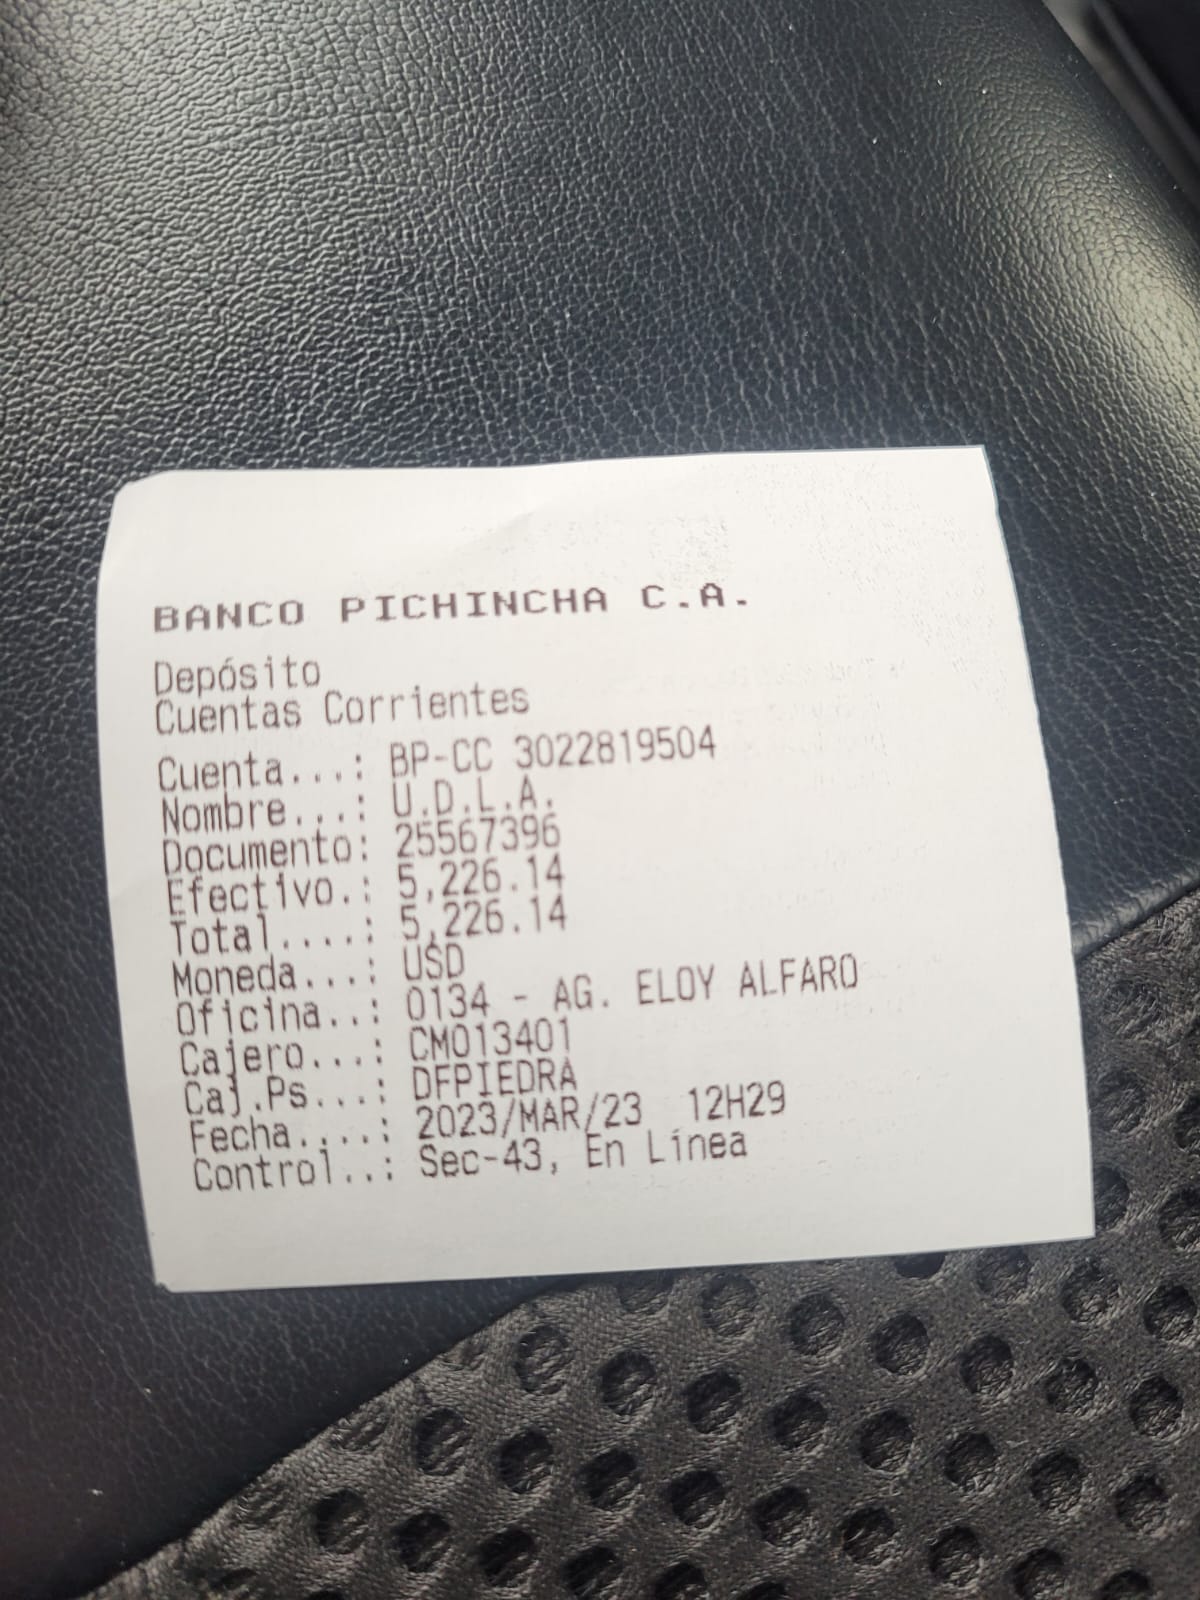 BANCO PICHINCHA C.A.
Depósito
Cuentas Corrientes
Cuenta...: BP-CC 3022819504
Nombre...: U.D.L.A.
Documento: 25567396
Efectivo.: 5,226.14
Total....: 5,226.14
Moneda...: USD
Oficina..: 0134 - AG. ELOY ALFARO
Cajero...: CM013401
Caj.Ps...: DFPIEDRA
Fecha....: 2023/MAR/23 12H29
Control..: Sec-43, En Línea